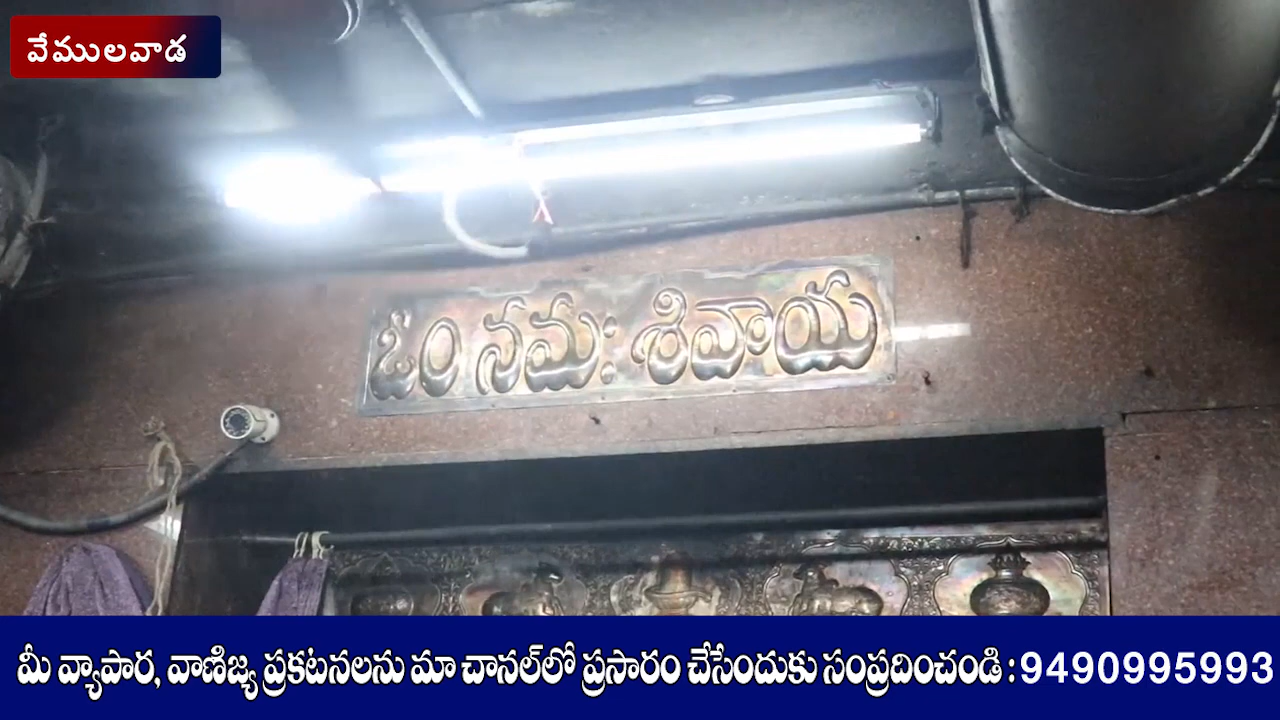 వేములవాడ
ఓం నమః శివాయ
మీ వ్యాపార, వాణిజ్య ప్రకటనలను మా చానల్‌లో ప్రసారం చేసేందుకు సంప్రదించండి : 9490995993